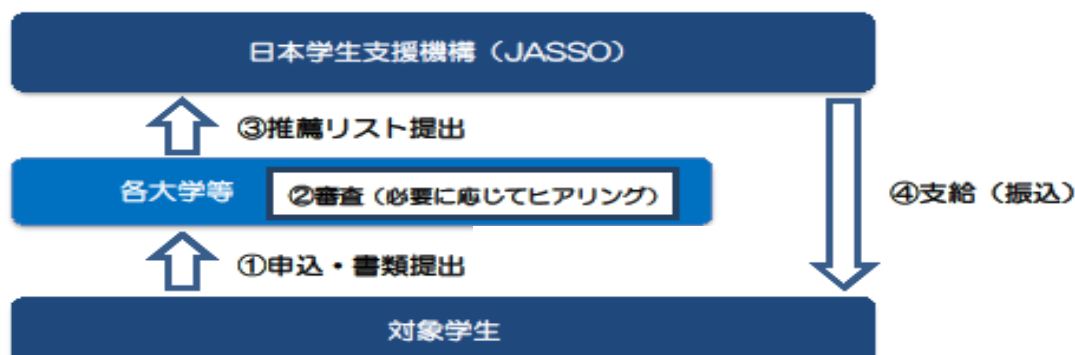 日本学生支援機構（JASSO）
③推薦リスト提出
各大学等
②審査（必要に応じてヒアリング）
④支給（振込）
①申込・書類提出
対象学生